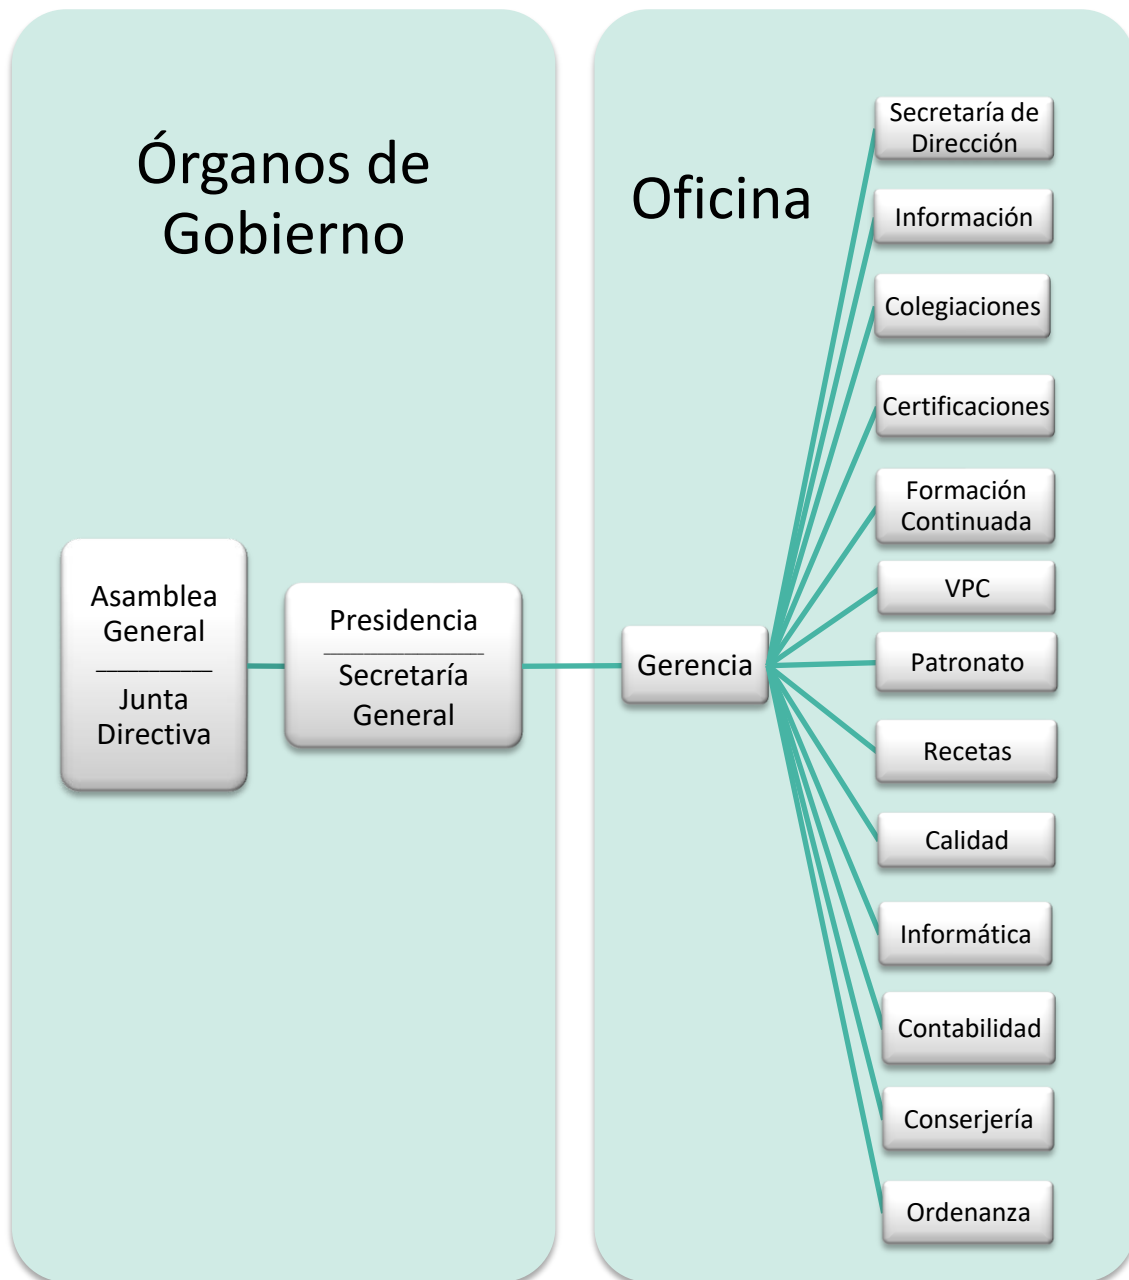 Órganos de
Gobierno
Asamblea
General
Junta
Directiva
Presidencia
Secretaría
General
Oficina
Gerencia
Secretaría de
Dirección
Información
Colegiaciones
Certificaciones
Formación
Continuada
VPC
Patronato
Recetas
Calidad
Informática
Contabilidad
Conserjería
Ordenanza